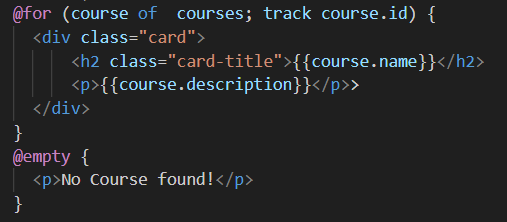 @for (course of  courses; track course.id) {
  <div class="card">
      <h2 class="card-title">{{course.name}}</h2>
      <p>{{course.description}}</p>>
  </div>
}
@empty {
  <p>No Course found!</p>
}